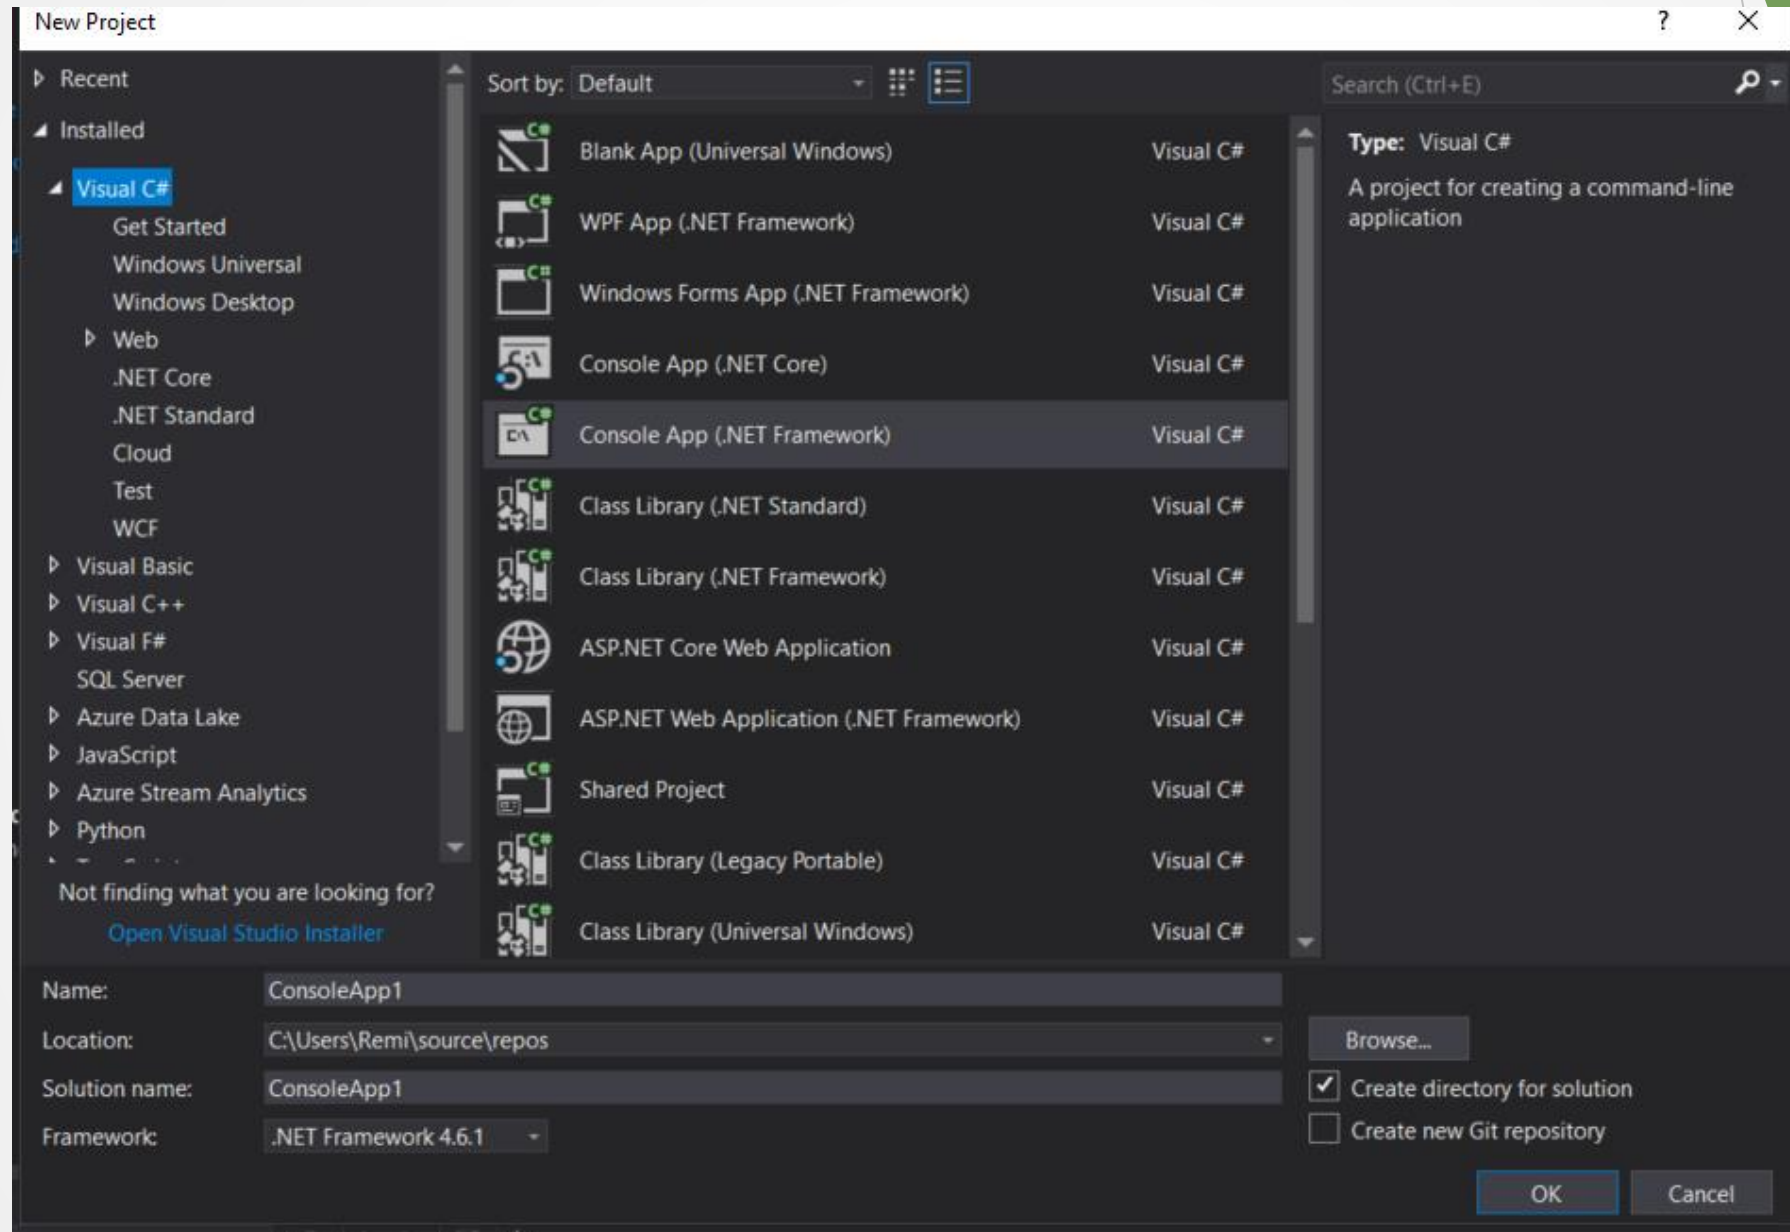 New Project
?
Recent
Installed
Visual C#
Get Started
Windows Universal
Windows Desktop
Web
.NET Core
.NET Standard
Cloud
Test
WCF
Visual Basic
Visual C++
Visual F#
SQL Server
Azure Data Lake
JavaScript
Azure Stream Analytics
Python
Not finding what you are looking for?
Open Visual Studio Installer
Sort by: Default
Blank App (Universal Windows) Visual C#
WPF App (.NET Framework) Visual C#
Windows Forms App (.NET Framework) Visual C#
Console App (.NET Core) Visual C#
Console App (.NET Framework) Visual C#
Class Library (.NET Standard) Visual C#
Class Library (.NET Framework) Visual C#
ASP.NET Core Web Application Visual C#
ASP.NET Web Application (.NET Framework) Visual C#
Shared Project Visual C#
Class Library (Legacy Portable) Visual C#
Class Library (Universal Windows) Visual C#
Search (Ctrl+E)
Type: Visual C#
A project for creating a command-line
application
Name: ConsoleApp1
Location: C:\Users\Remi\source\repos
Browse...
Solution name: ConsoleApp1
Create directory for solution
Framework: .NET Framework 4.6.1
Create new Git repository
OK
Cancel